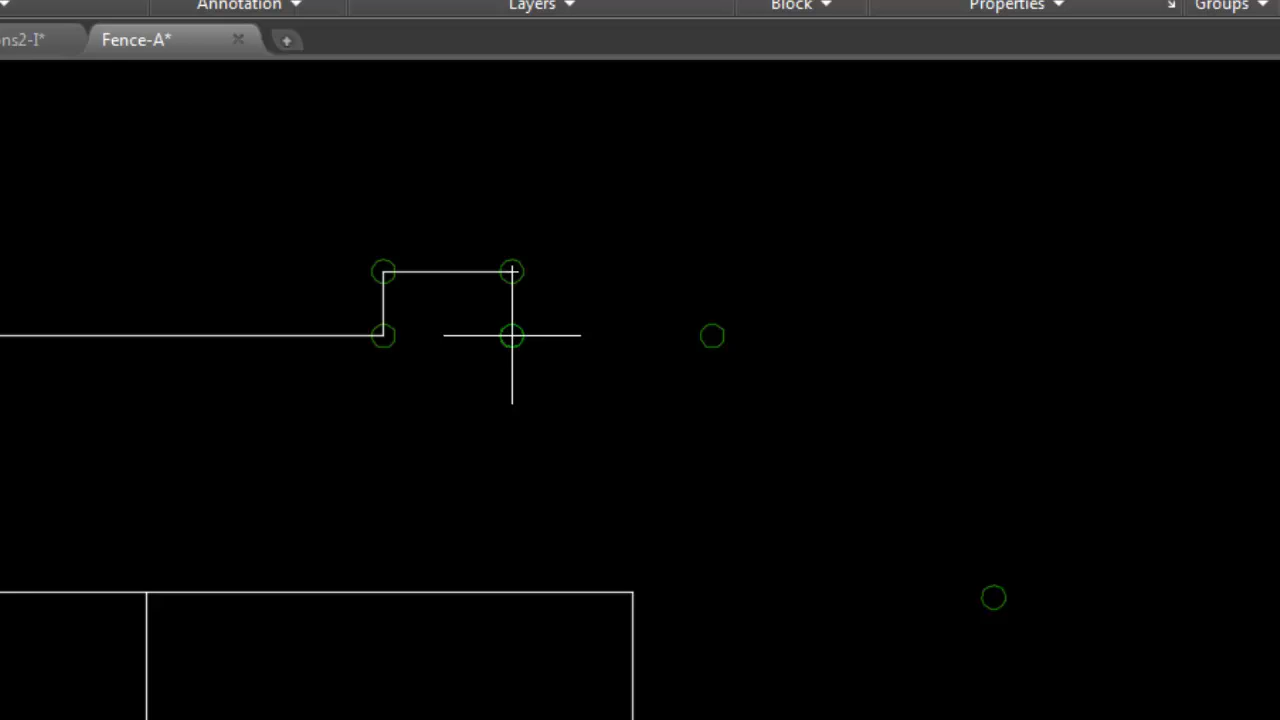 Annotation Layers Block Properties Groups
ns2-I* Fence-A*